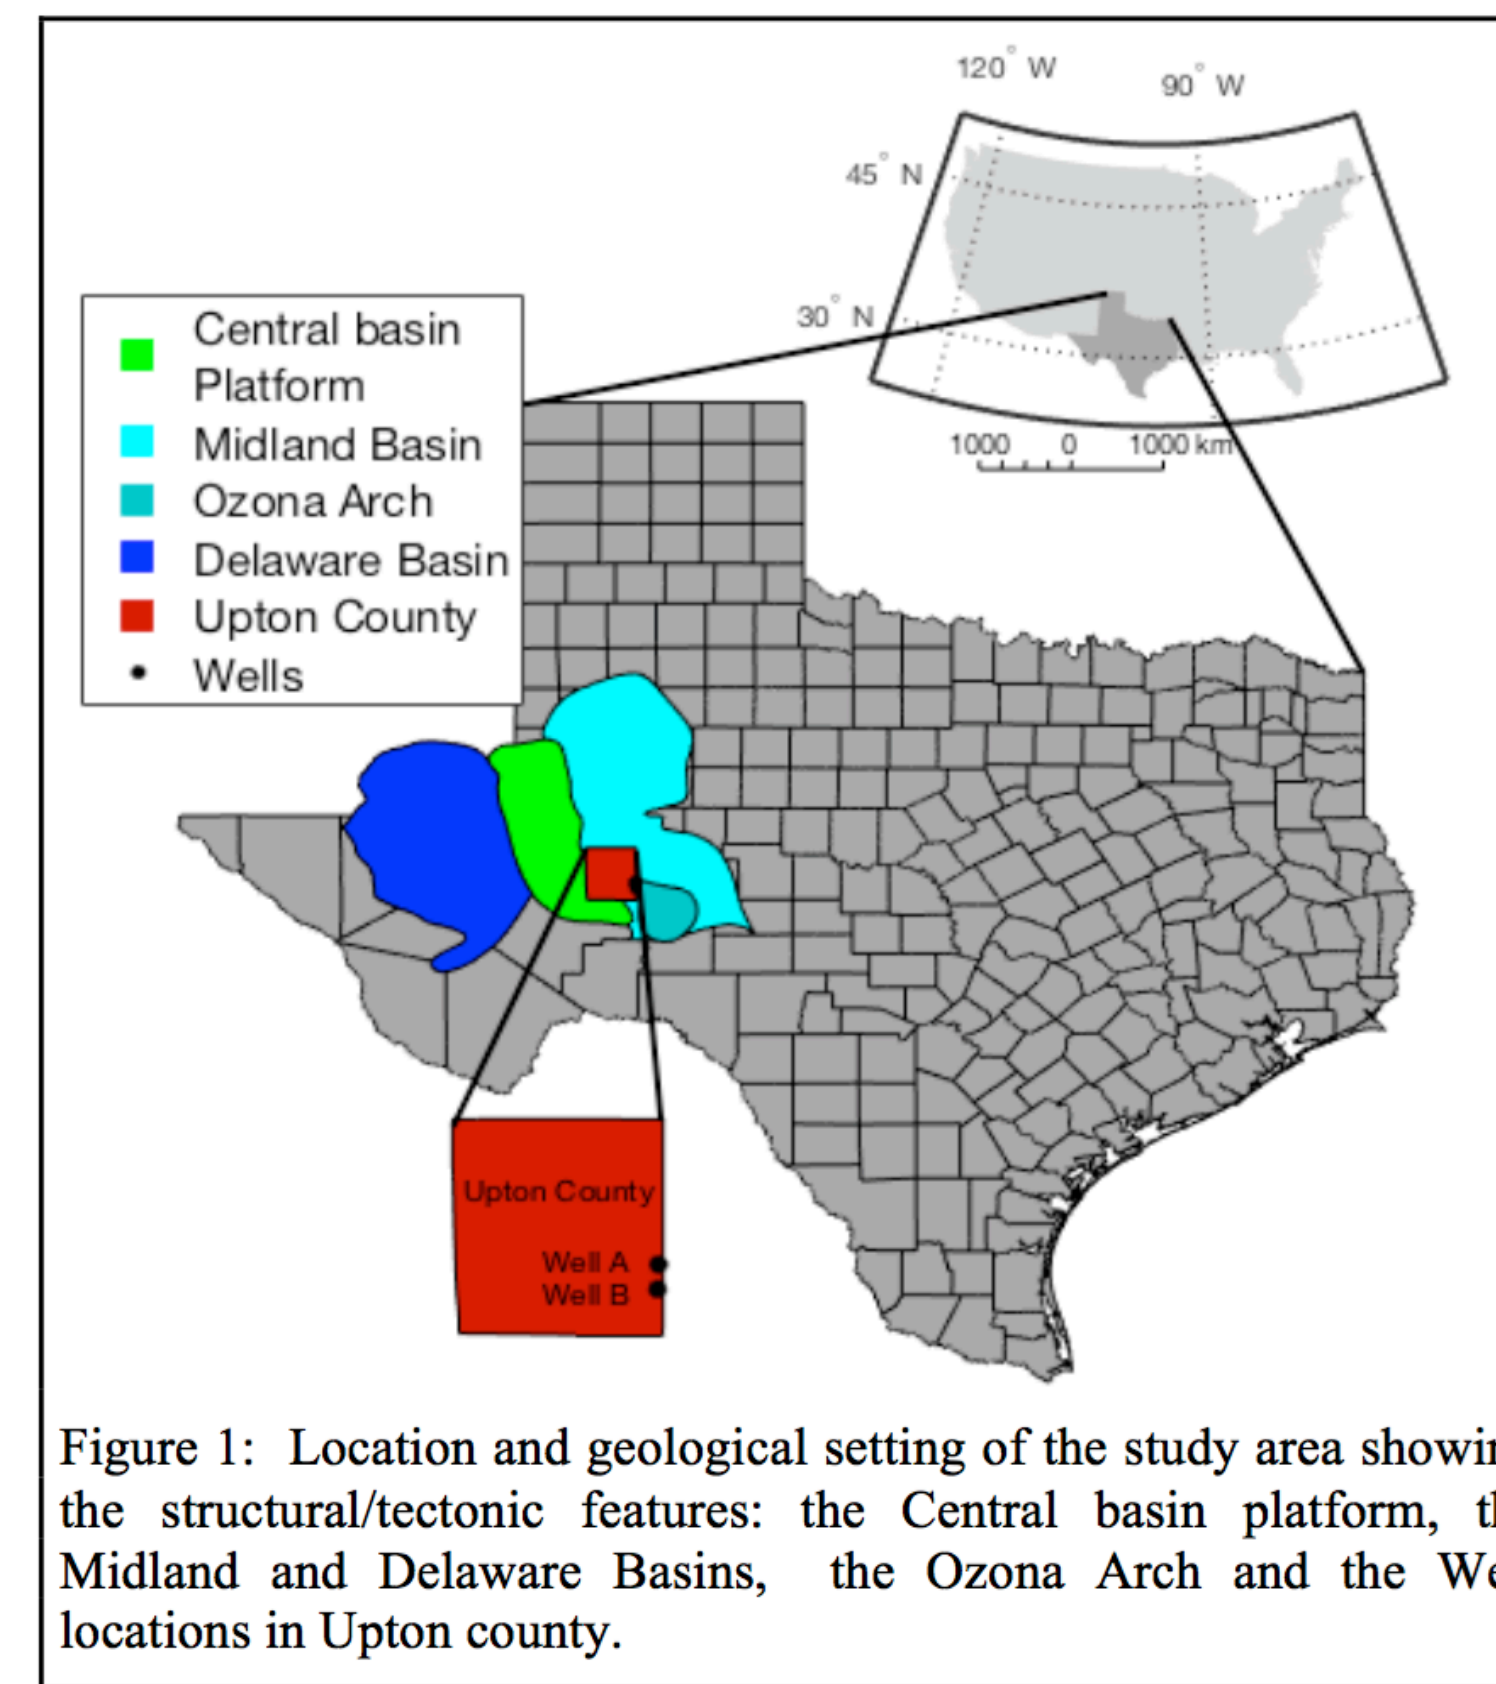 120° W
90° W
45° N
30° N
1000 0 1000 km
Central basin
Platform
Midland Basin
Ozona Arch
Delaware Basin
Upton County
Wells
Upton County
Well A
Well B
Figure 1: Location and geological setting of the study area
the structural/tectonic features: the Central basin platform,
Midland and Delaware Basins, the Ozona Arch and the
locations in Upton county.